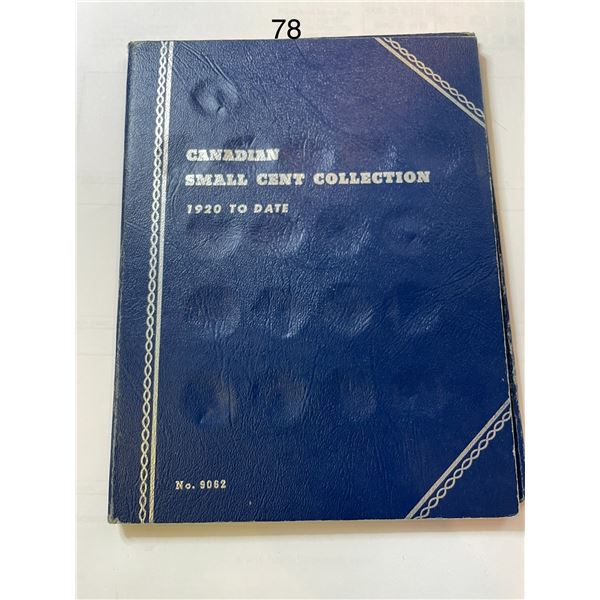 78
CANADIAN
SMALL CENT COLLECTION
1920 TO DATE
No. 9062